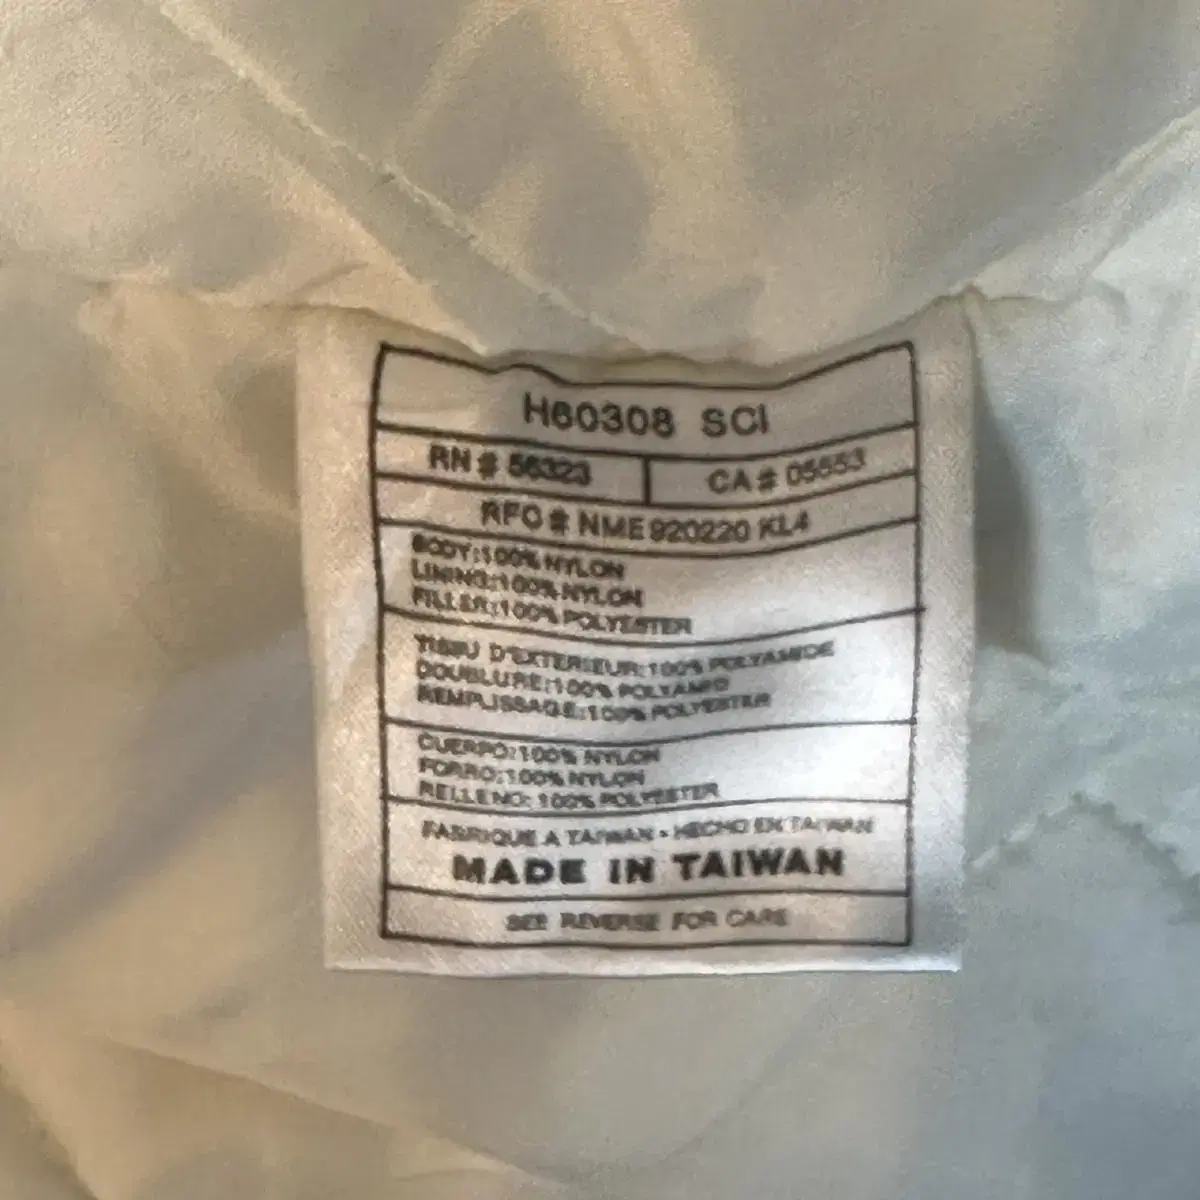 H60308 SCI
RN # 56323 CA # 05553
RFC # NME 920220 KL4
BODY:100% NYLON
LINING:100% NYLON
FILLER:100% POLYESTER
TISSU D'EXTERIEUR:100% POLYAMIDE
DOUBLURE:100% POLYAMID
REMPLISSAGE:100% POLYESTER
CUERPO:100% NYLON
FORRO:100% NYLON
RELLENO: 100% POLYESTER
FABRIQUE A TAIWAN • HECHO EN TAIWAN
MADE IN TAIWAN
SEE REVERSE FOR CARE